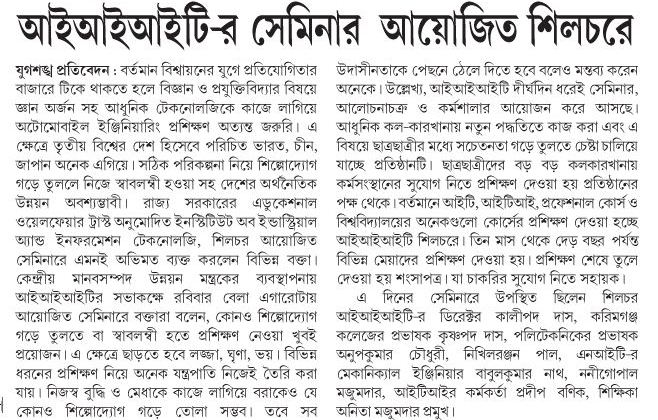 আইআইআইটি-র সেমিনার আয়োজিত শিলচরে
যুগশঙ্খ প্রতিবেদন : বর্তমান বিশ্বায়নের যুগে প্রতিযোগিতার
বাজারে টিকে থাকতে হলে বিজ্ঞান ও প্রযুক্তিবিদ্যার বিষয়ে
জ্ঞান অর্জন সহ আধুনিক টেকনোলজিকে কাজে লাগিয়ে
অটোমোবাইল ইঞ্জিনিয়ারিং প্রশিক্ষণ অত্যন্ত জরুরি। এ
ক্ষেত্রে তৃতীয় বিশ্বের দেশ হিসেবে পরিচিত ভারত, চীন,
জাপান অনেক এগিয়ে। সঠিক পরিকল্পনা নিয়ে শিল্পোদ্যোগ
গড়ে তুললে নিজে স্বাবলম্বী হওয়া সহ দেশের অর্থনৈতিক
উন্নয়ন অবশ্যম্ভাবী। রাজ্য সরকারের এডুকেশনাল
ওয়েলফেয়ার ট্রাস্ট অনুমোদিত ইনস্টিটিউট অব ইন্ডাস্ট্রিয়াল
অ্যান্ড ইনফরমেশন টেকনোলজি, শিলচর আয়োজিত
সেমিনারে এমনই অভিমত ব্যক্ত করলেন বিভিন্ন বক্তা।
কেন্দ্রীয় মানবসম্পদ উন্নয়ন মন্ত্রকের ব্যবস্থাপনায়
আইআইআইটির সভাকক্ষে রবিবার বেলা এগারোটায়
আয়োজিত সেমিনারে বক্তারা বলেন, কোনও শিল্পোদ্যোগ
গড়ে তুলতে বা স্বাবলম্বী হতে প্রশিক্ষণ নেওয়া খুবই
প্রয়োজন। এ ক্ষেত্রে ছাড়তে হবে লজ্জা, ঘৃণা, ভয়। বিভিন্ন
ধরনের প্রশিক্ষণ নিয়ে অনেক যন্ত্রপাতি নিজেই তৈরি করা
যায়। নিজস্ব বুদ্ধি ও মেধাকে কাজে লাগিয়ে বরাকেও যে
কোনও শিল্পোদ্যোগ গড়ে তোলা সম্ভব। তবে সব
উদাসীনতাকে পেছনে ঠেলে দিতে হবে বলেও মন্তব্য করেন
অনেকে। উল্লেখ্য, আইআইআইটি দীর্ঘদিন ধরেই সেমিনার,
আলোচনাচক্র ও কর্মশালার আয়োজন করে আসছে।
আধুনিক কল-কারখানায় নতুন পদ্ধতিতে কাজ করা এবং এ
বিষয়ে ছাত্রছাত্রীর মধ্যে সচেতনতা গড়ে তুলতে চেষ্টা চালিয়ে
যাচ্ছে প্রতিষ্ঠানটি। ছাত্রছাত্রীদের বড় বড় কলকারখানায়
কর্মসংস্থানের সুযোগ নিতে প্রশিক্ষণ দেওয়া হয় প্রতিষ্ঠানের
পক্ষ থেকে। বর্তমানে আইটি, আইটিআই, প্রফেশনাল কোর্স ও
বিশ্ববিদ্যালয়ের অনেকগুলো কোর্সের প্রশিক্ষণ দেওয়া হচ্ছে
আইআইআইটি শিলচরে। তিন মাস থেকে দেড় বছর পর্যন্ত
বিভিন্ন মেয়াদের প্রশিক্ষণ দেওয়া হয়। প্রশিক্ষণ শেষে তুলে
দেওয়া হয় শংসাপত্র। যা চাকরির সুযোগ নিতে সহায়ক।
এ দিনের সেমিনারে উপস্থিত ছিলেন শিলচর
আইআইআইটি-র ডিরেক্টর কালীপদ দাস, করিমগঞ্জ
কলেজের প্রভাষক কৃষ্ণপদ দাস, পলিটেকনিকের প্রভাষক
অনুপকুমার চৌধুরী, নিখিলরঞ্জন পাল, এনআইটি-র
মেকানিক্যাল ইঞ্জিনিয়ার বাবুলকুমার নাথ, ননীগোপাল
মজুমদার, আইটিআইর কর্মকর্তা প্রদীপ বণিক, শিক্ষিকা
অনিতা মজুমদার প্রমুখ।